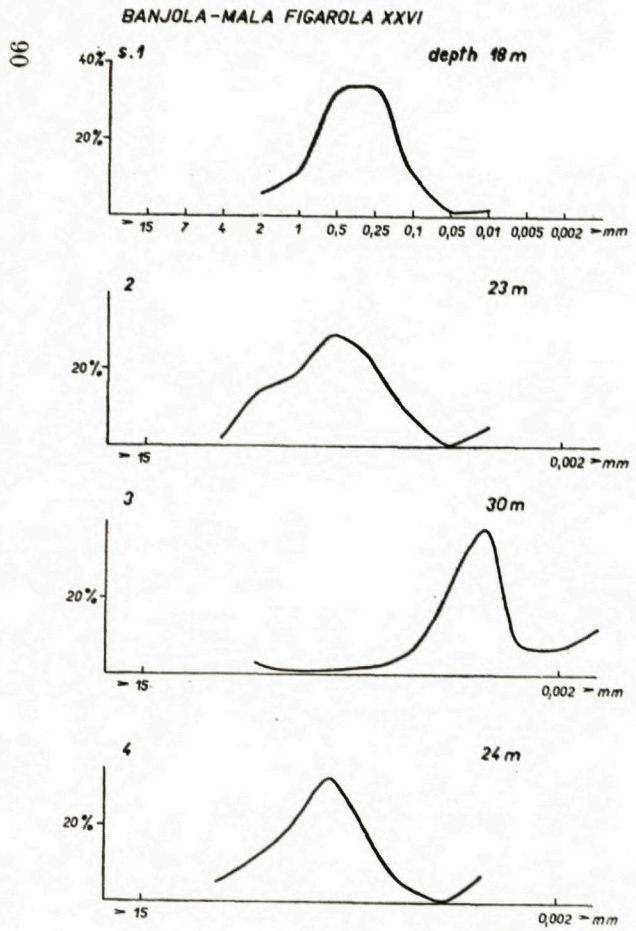 BANJOLA-MALA FIGAROLA XXVI
90
40% s.1 depth 18 m
20%
> 15 7 4 2 1 0,5 0,25 0,1 0,05 0,01 0,005 0,002 > mm
2 23 m
20%
> 15 0,002 > mm
3 30 m
20%
> 15 0,002 > mm
4 24 m
20%
> 15 0,002 > mm